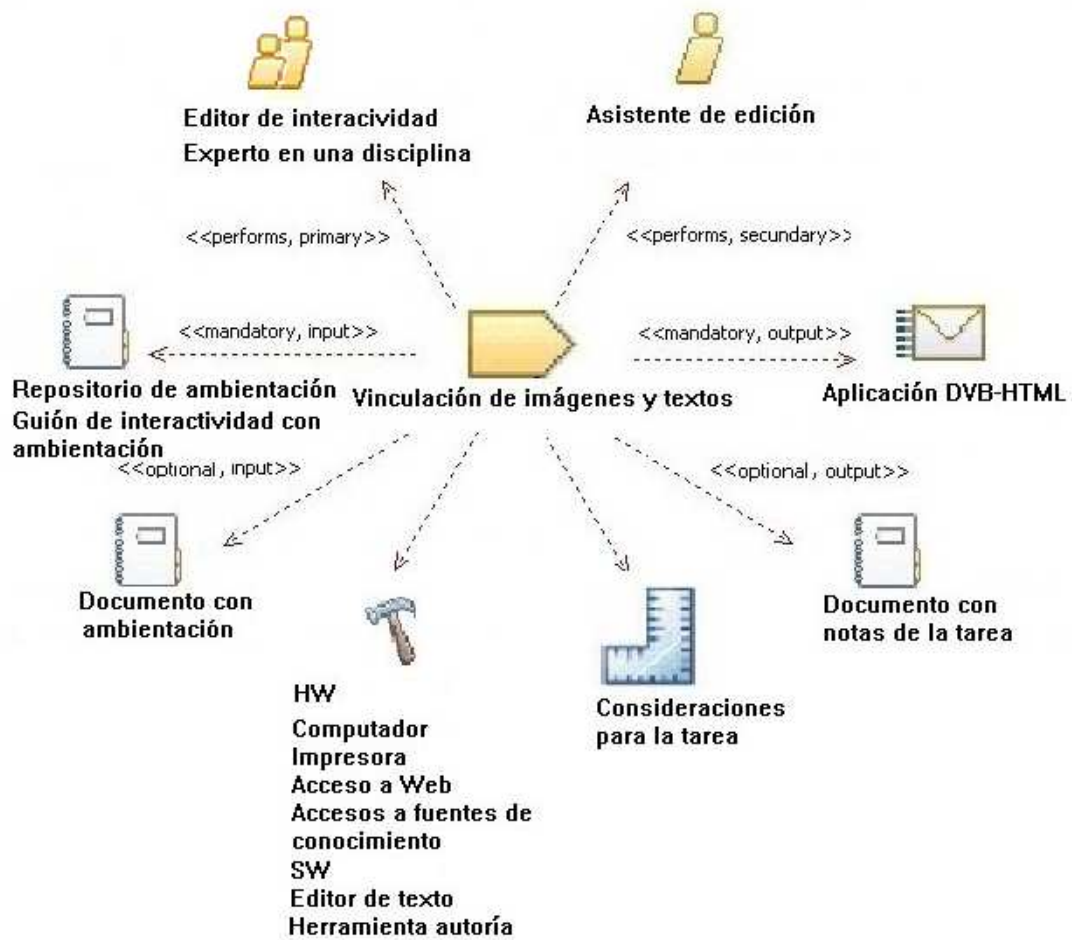 Editor de interacividad
Experto en una disciplina
Asistente de edición
<<performs, primary>>
<<performs, secundary>>
<<mandatory, input>>
<<mandatory, output>>
Repositorio de ambientación
Guión de interactividad con
ambientación
Vinculación de imágenes y textos
Aplicación DVB-HTML
<<optional, input>>
<<optional, output>>
Documento con
ambientación
Documento con
notas de la tarea
HW
Computador
Impresora
Acceso a Web
Accesos a fuentes de
conocimiento
SW
Editor de texto
Herramienta autoría
Consideraciones
para la tarea